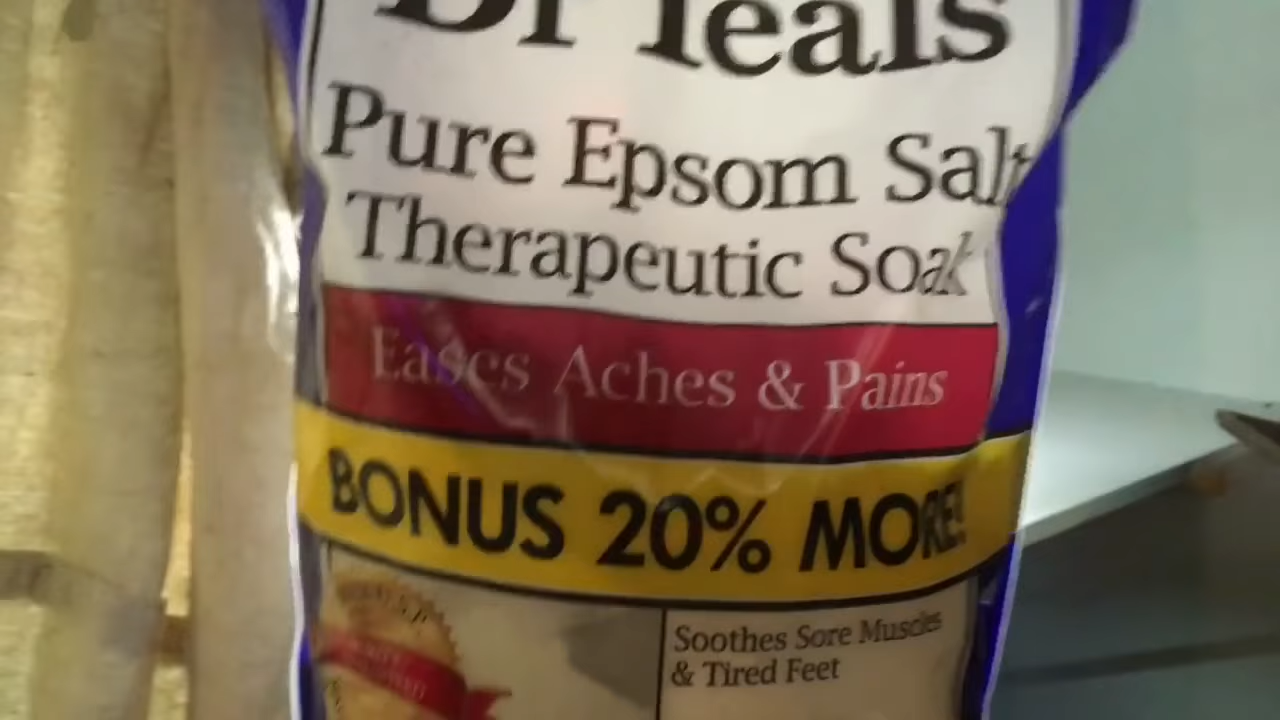 Dr Teals
Pure Epsom Salt
Therapeutic Soak
Eases Aches & Pains
BONUS 20% MORE!
Soothes Sore Muscles
& Tired Feet